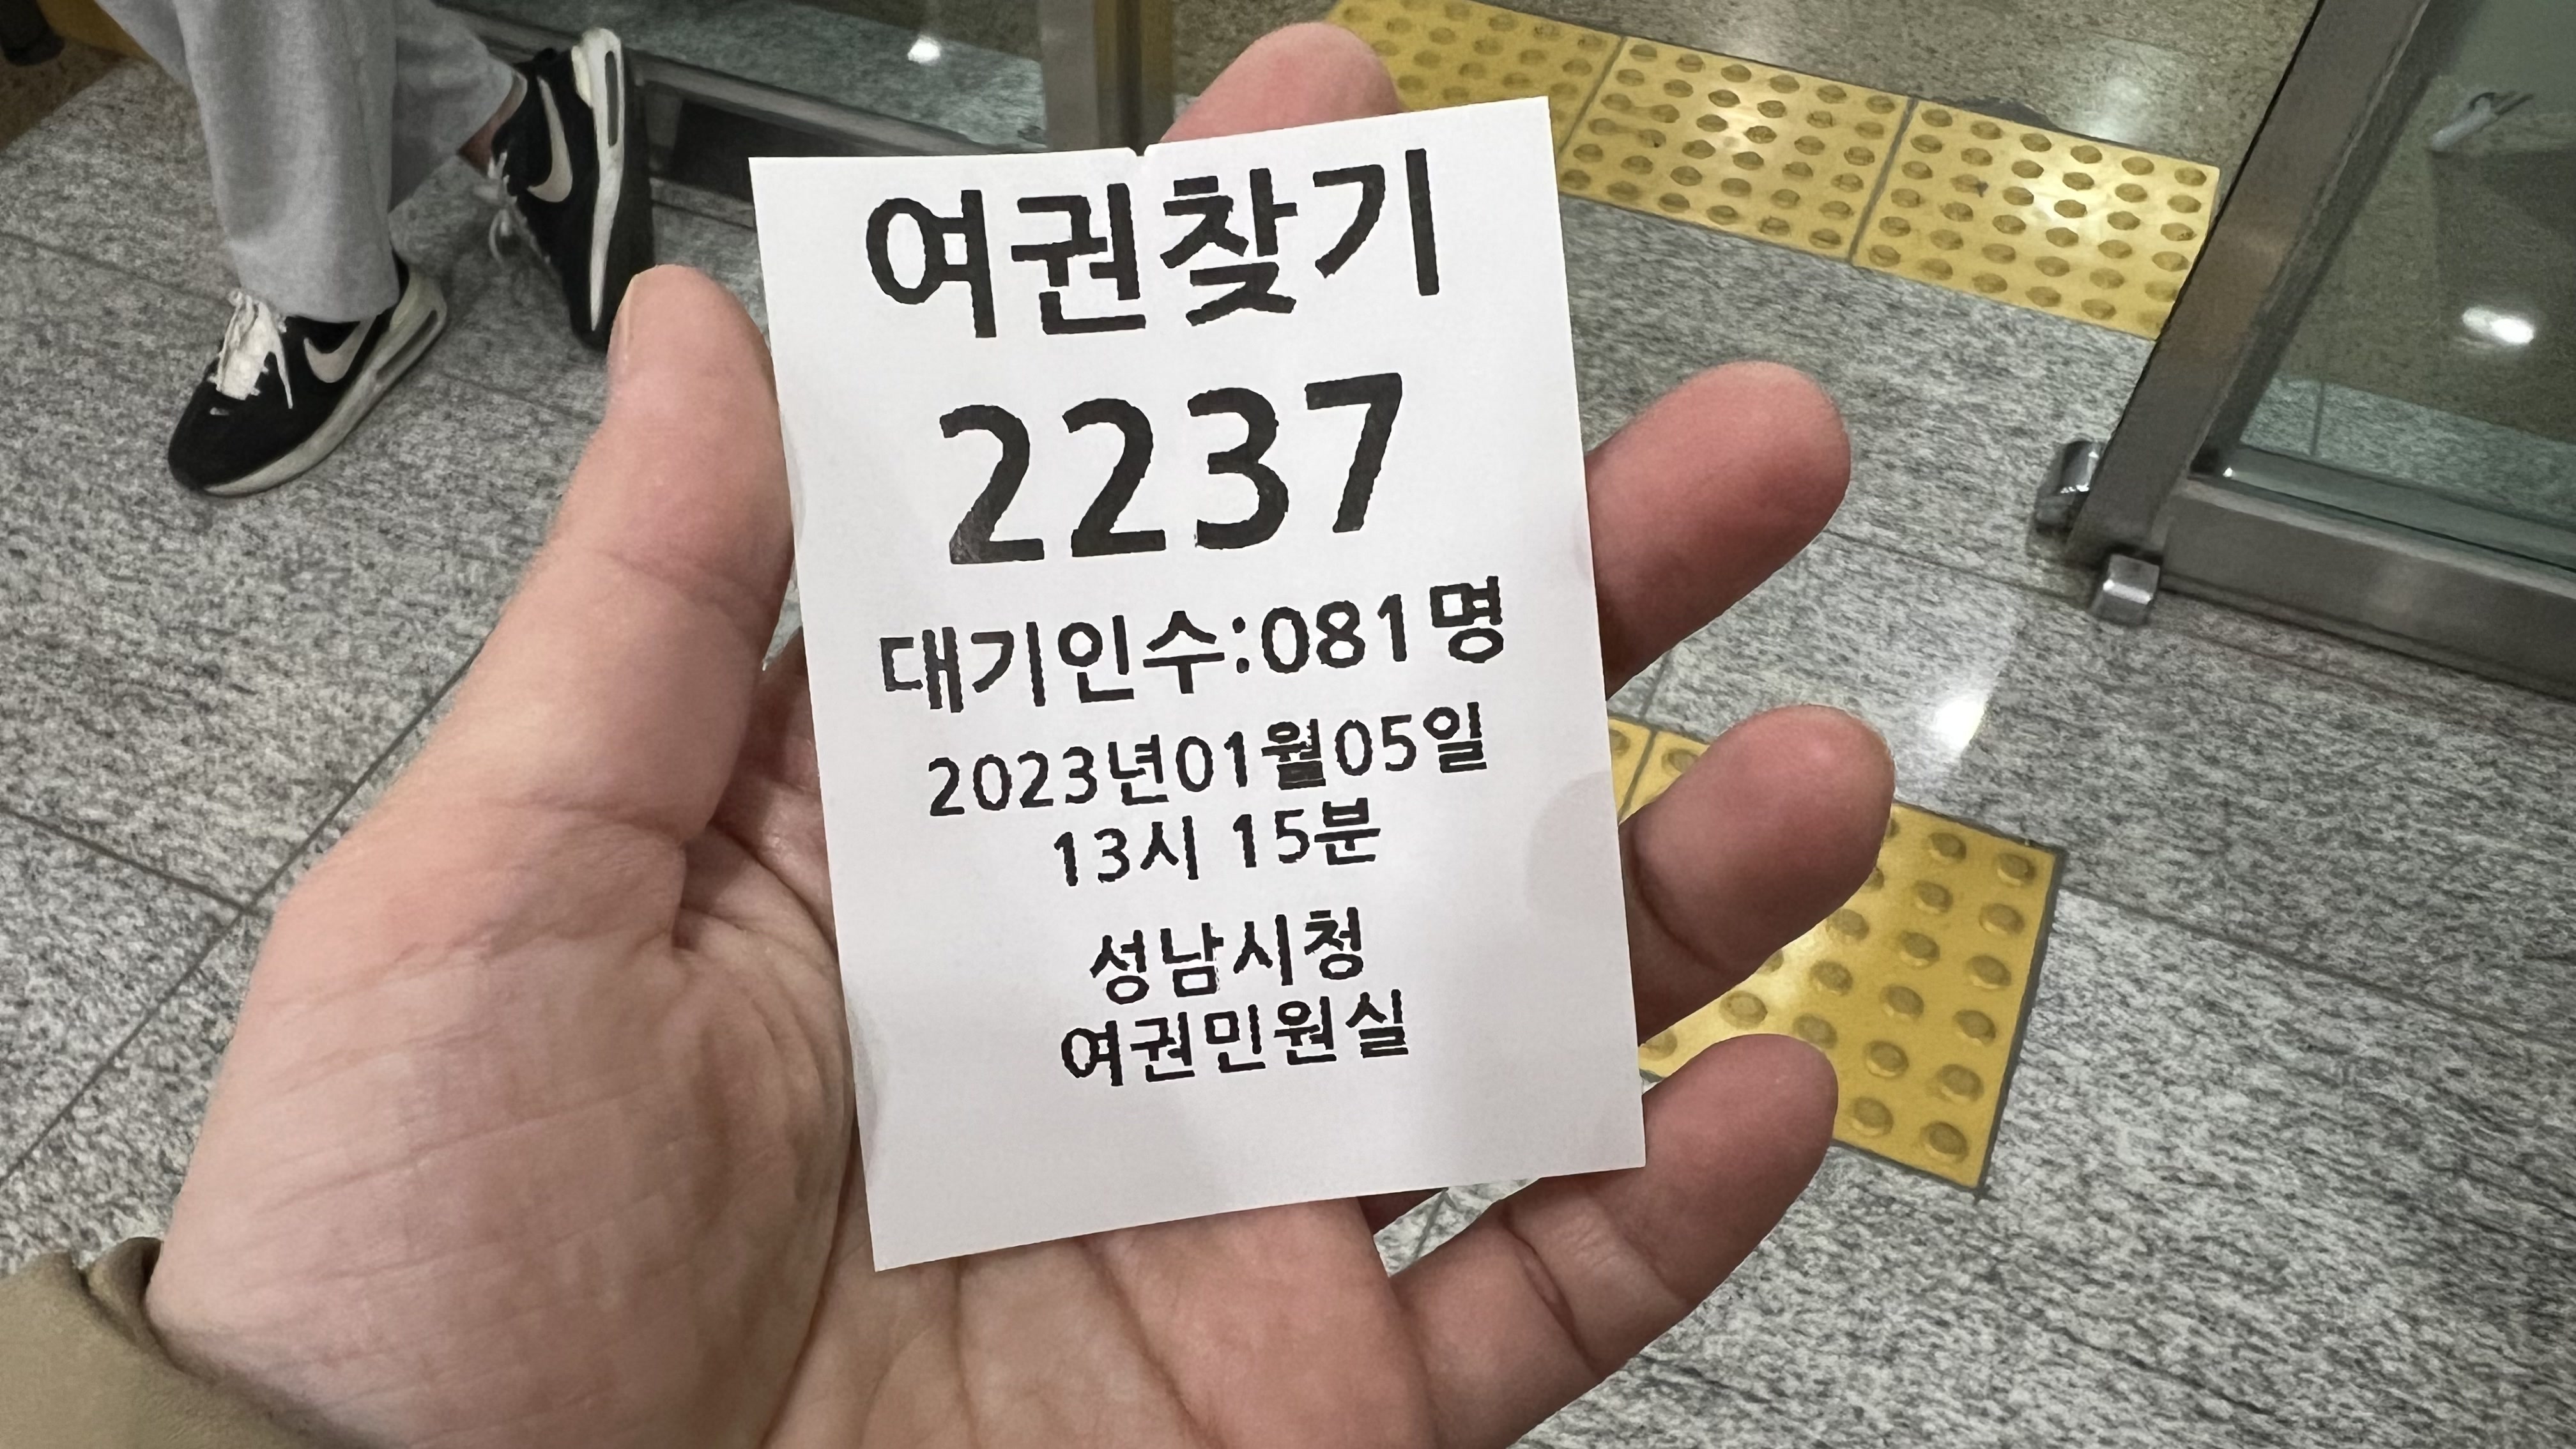 여권찾기
2237
대기인수:081명
2023년01월05일
13시 15분
성남시청
여권민원실